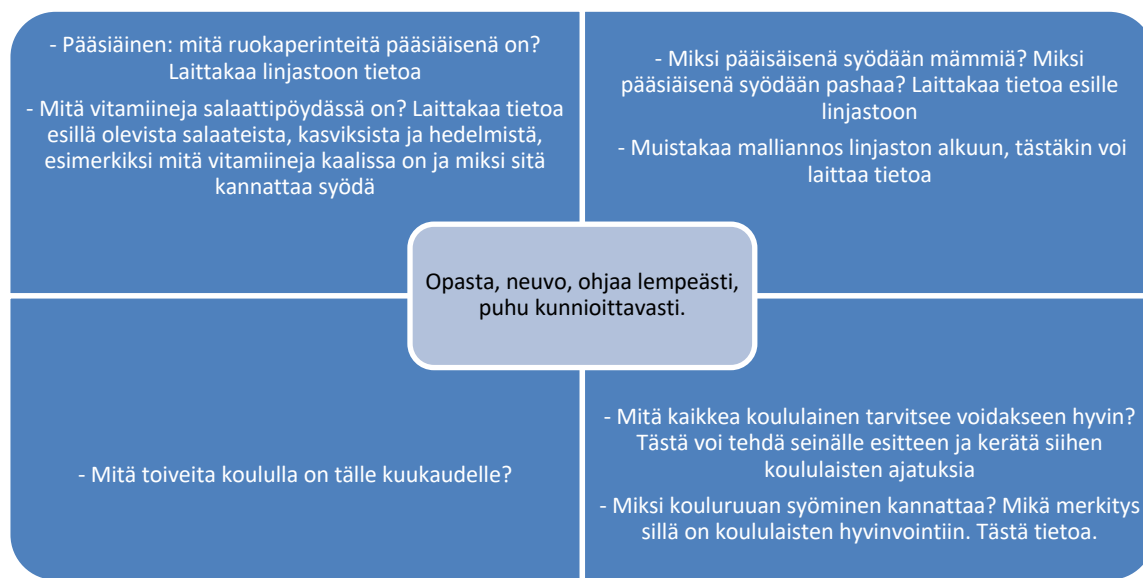 - Pääsiäinen: mitä ruokaperinteitä pääsiäisenä on?
Laittakaa linjastoon tietoa
- Mitä vitamiineja salaattipöydässä on? Laittakaa tietoa
esillä olevista salaateista, kasviksista ja hedelmistä,
esimerkiksi mitä vitamiineja kaalissa on ja miksi sitä
kannattaa syödä
- Miksi pääisäisenä syödään mämmiä? Miksi
pääsiäisenä syödään pashaa? Laittakaa tietoa esille
linjastoon
- Muistakaa malliannos linjaston alkuun, tästäkin voi
laittaa tietoa
Opasta, neuvo, ohjaa lempeästi,
puhu kunnioittavasti.
- Mitä toiveita koululla on tälle kuukaudelle?
- Mitä kaikkea koululainen tarvitsee voidakseen hyvin?
Tästä voi tehdä seinälle esitteen ja kerätä siihen
koululaisten ajatuksia
- Miksi kouluruuan syöminen kannattaa? Mikä merkitys
sillä on koululaisten hyvinvointiin. Tästä tietoa.